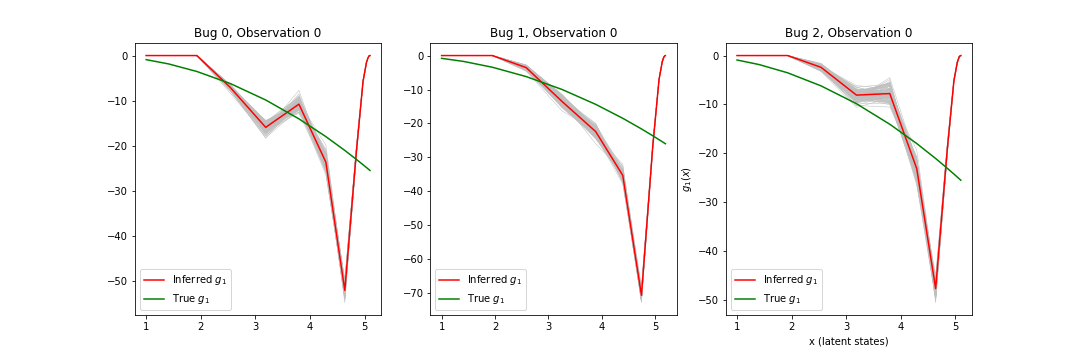 Bug 0, Observation 0
0
−10
−20
−30
−40
−50
1 2 3 4 5
Inferred g₁
True g₁
Bug 1, Observation 0
0
−10
−20
−30
−40
−50
−60
−70
1 2 3 4 5
Inferred g₁
True g₁
Bug 2, Observation 0
g₁(x)
0
−10
−20
−30
−40
−50
1 2 3 4 5
x (latent states)
Inferred g₁
True g₁